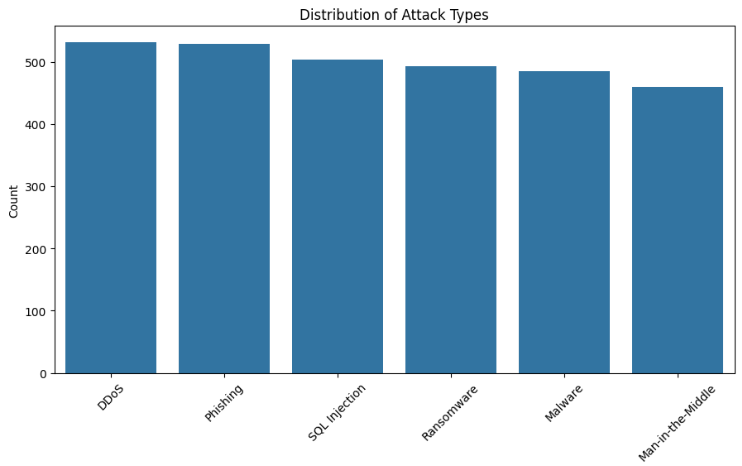 Distribution of Attack Types
Count
500
400
300
200
100
0
DDoS
Phishing
SQL Injection
Ransomware
Malware
Man-in-the-Middle